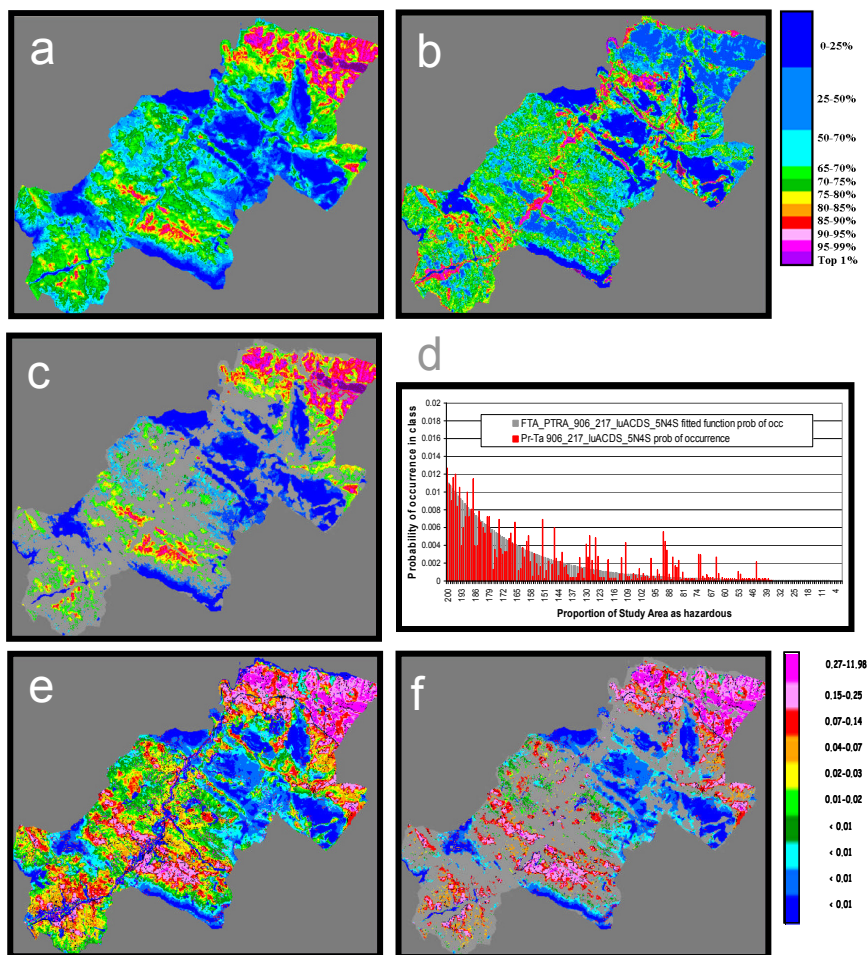 a
b
0-25%
25-50%
50-70%
65-70%
70-75%
75-80%
80-85%
85-90%
90-95%
95-99%
Top 1%
c
d
0.02
0.018
0.016
0.014
0.012
0.01
0.008
0.006
0.004
0.002
0
Probability of occurrence in class
FTA_PTRA_906_217_luACDS_5N4S fitted function prob of occ
Pr-Ta 906_217_luACDS_5N4S prob of occurrence
200 193 186 179 172 165 158 151 144 137 130 123 116 109 102 95 88 81 74 67 60 53 46 39 32 25 18 11 4
Proportion of Study Area as hazardous
e
f
0.27-11.98
0.15-0.25
0.07-0.14
0.04-0.07
0.02-0.03
0.01-0.02
< 0.01
< 0.01
< 0.01
< 0.01